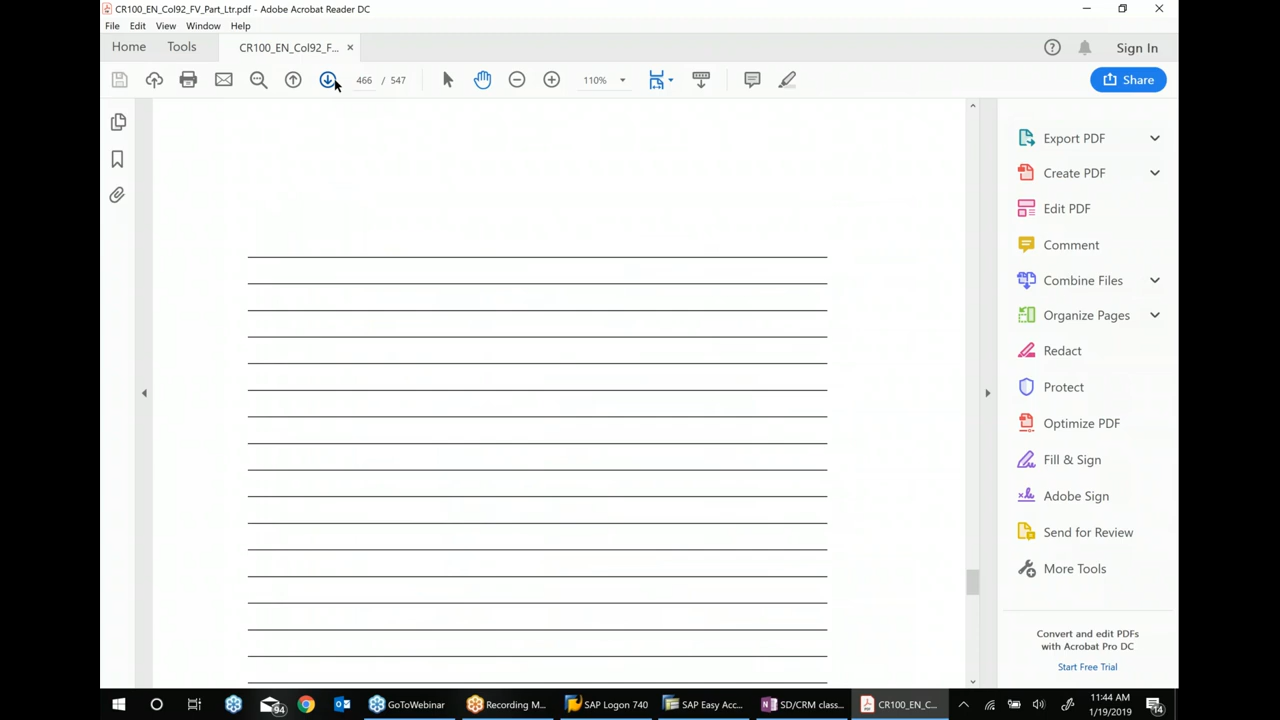 CR100_EN_Col92_FV_Part_Ltr.pdf - Adobe Acrobat Reader DC
File Edit View Window Help
Home Tools CR100_EN_Col92_F... × Sign In
466 / 547 110% Share
Export PDF
Create PDF
Edit PDF
Comment
Combine Files
Organize Pages
Redact
Protect
Optimize PDF
Fill & Sign
Adobe Sign
Send for Review
More Tools
Convert and edit PDFs
with Acrobat Pro DC
Start Free Trial
94 GoToWebinar Recording M... SAP Logon 740 SAP Easy Acc... SD/CRM class... CR100_EN_C... 11:44 AM
1/19/2019 14